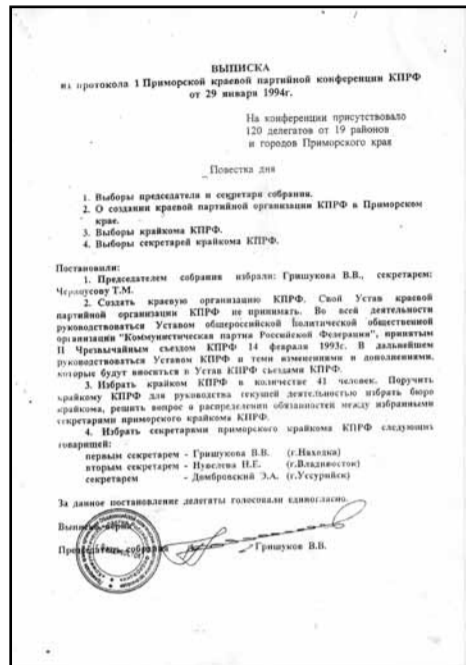 ВЫПИСКА
из протокола 1 Приморской краевой партийной конференции КПРФ
от 29 января 1994г.
На конференции присутствовало
120 делегатов от 19 районов
и городов Приморского края
Повестка дня
1. Выборы председателя и секретаря собрания.
2. О создании краевой партийной организации КПРФ в Приморском
крае.
3. Выборы крайкома КПРФ.
4. Выборы секретарей крайкома КПРФ.
Постановили:
1. Председателем собрания избрали: Гришукова В.В., секретарем:
Т.М.
2. Создать краевую организацию КПРФ. Свой Устав краевой
партийной организации КПРФ не принимать. Во всей деятельности
руководствоваться Уставом общероссийской политической общественной
организации "Коммунистическая партия Российской Федерации", принятым
II Чрезвычайным съездом КПРФ 14 февраля 1993г. В дальнейшем
руководствоваться Уставом КПРФ и теми изменениями и дополнениями,
которые будут вноситься в Устав КПРФ съездами КПРФ.
3. Избрать крайком КПРФ в количестве 41 человек. Поручить
крайкому КПРФ для руководства текущей деятельностью избрать бюро
крайкома, решить вопрос о распределении обязанностей между избранными
секретарями приморского крайкома КПРФ.
4. Избрать секретарями приморского крайкома КПРФ следующих
товарищей:
первым секретарем - Гришукова В.В. (г.Находка)
вторым секретарем - Н.Е. (г.Владивосток)
секретарем - Домбровский Э.А. (г.Уссурийск)
За данное постановление делегаты голосовали единогласно.
Выписка верна:
Председатель собрания Гришуков В.В.